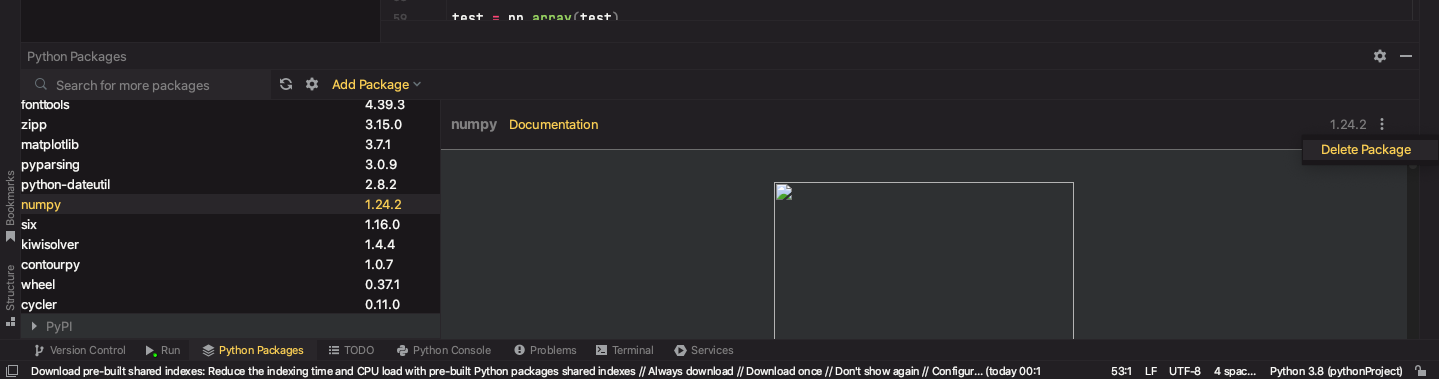 59 test = np.array(test)
Python Packages
Search for more packages Add Package
fonttools 4.39.3
zipp 3.15.0
matplotlib 3.7.1
pyparsing 3.0.9
python-dateutil 2.8.2
numpy 1.24.2
six 1.16.0
kiwisolver 1.4.4
contourpy 1.0.7
wheel 0.37.1
cycler 0.11.0
PyPI
numpy Documentation 1.24.2
Delete Package
Bookmarks
Structure
Version Control Run Python Packages TODO Python Console Problems Terminal Services
Download pre-built shared indexes: Reduce the indexing time and CPU load with pre-built Python packages shared indexes // Always download // Download once // Don't show again // Configur... (today 00:1 53:1 LF UTF-8 4 spac... Python 3.8 (pythonProject)